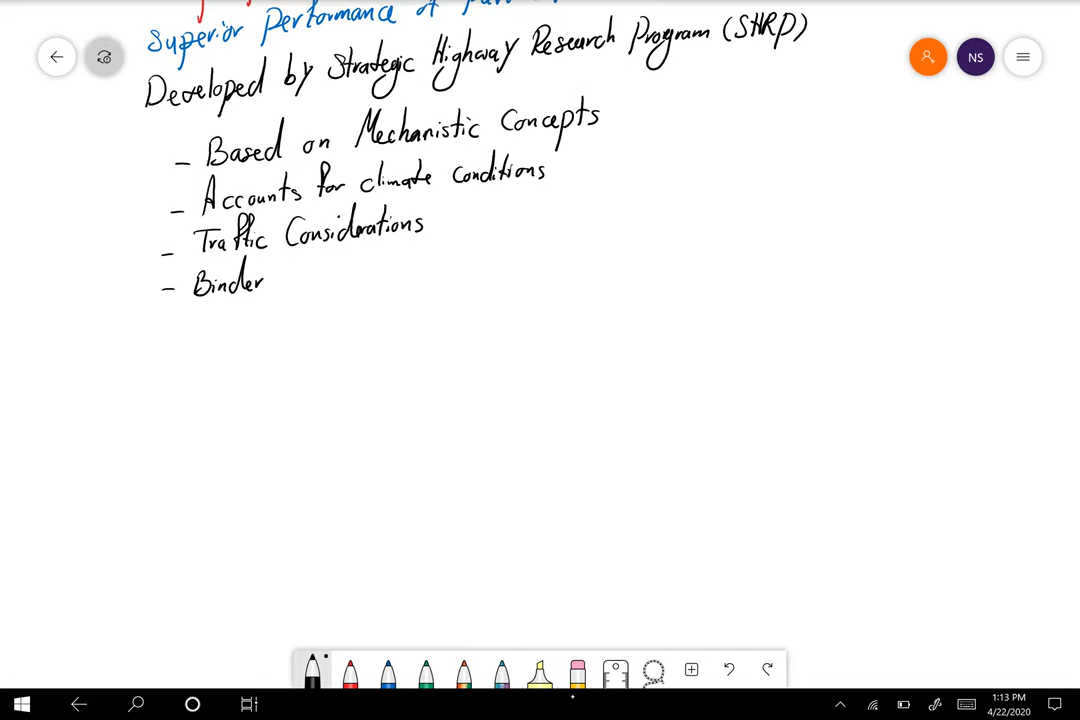 Superior Performance of
Developed by Strategic Highway Research Program (SHRP)
- Based on Mechanistic Concepts
- Accounts for climate conditions
- Traffic Considerations
- Binder
NS
1:13 PM
4/22/2020